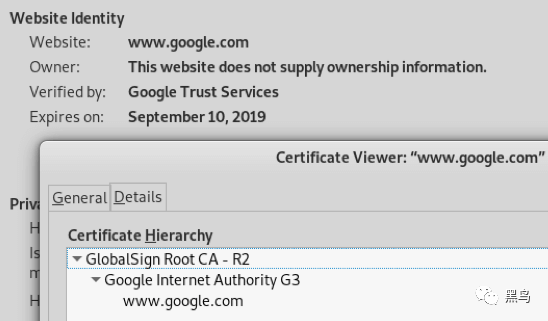 Website Identity
Website: www.google.com
Owner: This website does not supply ownership information.
Verified by: Google Trust Services
Expires on: September 10, 2019
Certificate Viewer: “www.google.com”
General Details
Priva
H
Certificate Hierarchy
Is
GlobalSign Root CA - R2
m
Google Internet Authority G3
H
www.google.com
黑鸟